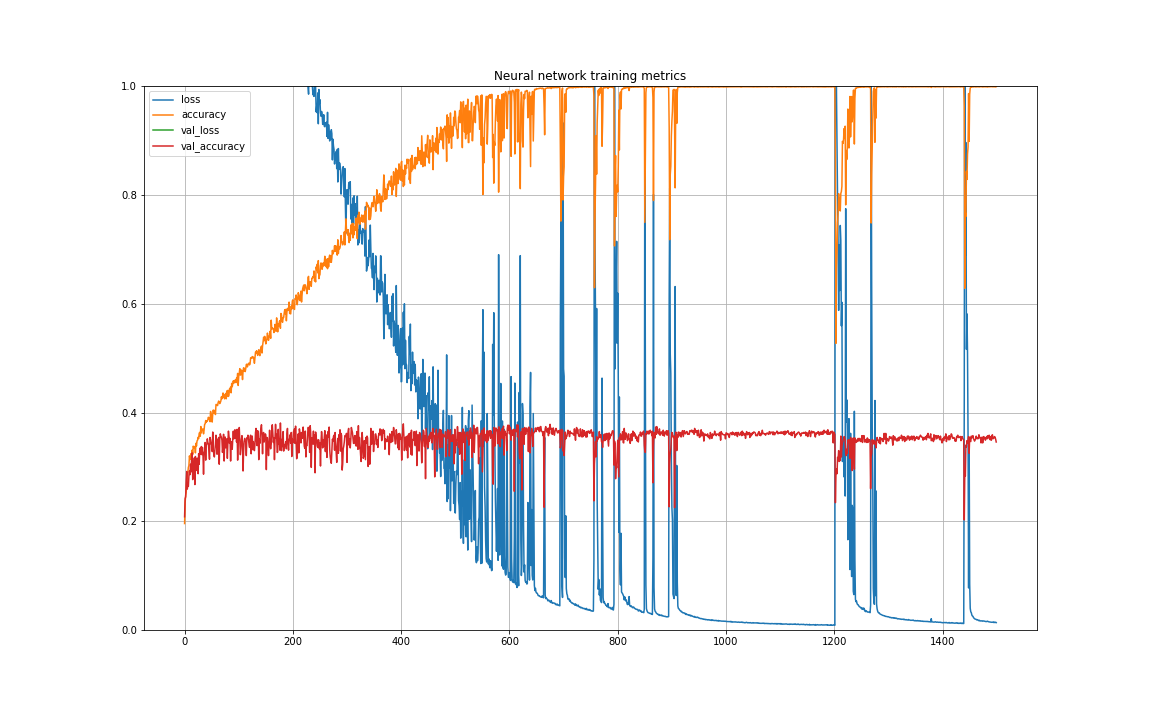 Neural network training metrics
loss
accuracy
val_loss
val_accuracy
1.0
0.8
0.6
0.4
0.2
0.0
0 200 400 600 800 1000 1200 1400